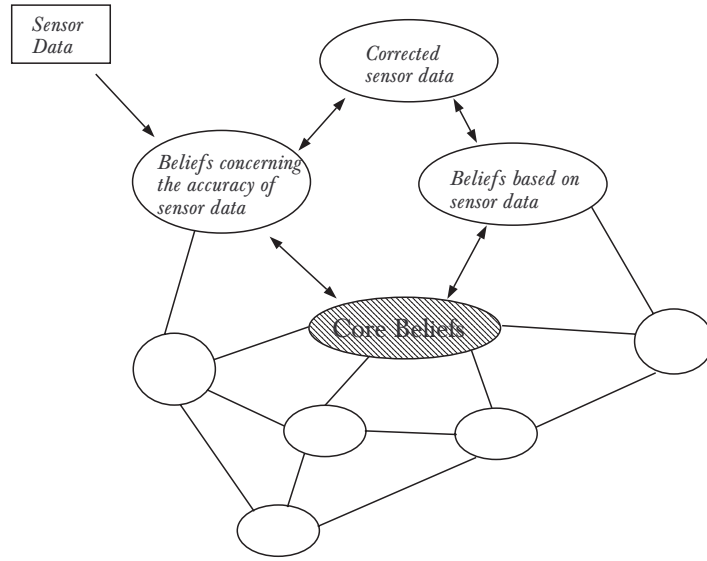 Sensor
Data
Corrected
sensor data
Beliefs concerning
the accuracy of
sensor data
Beliefs based on
sensor data
Core Beliefs